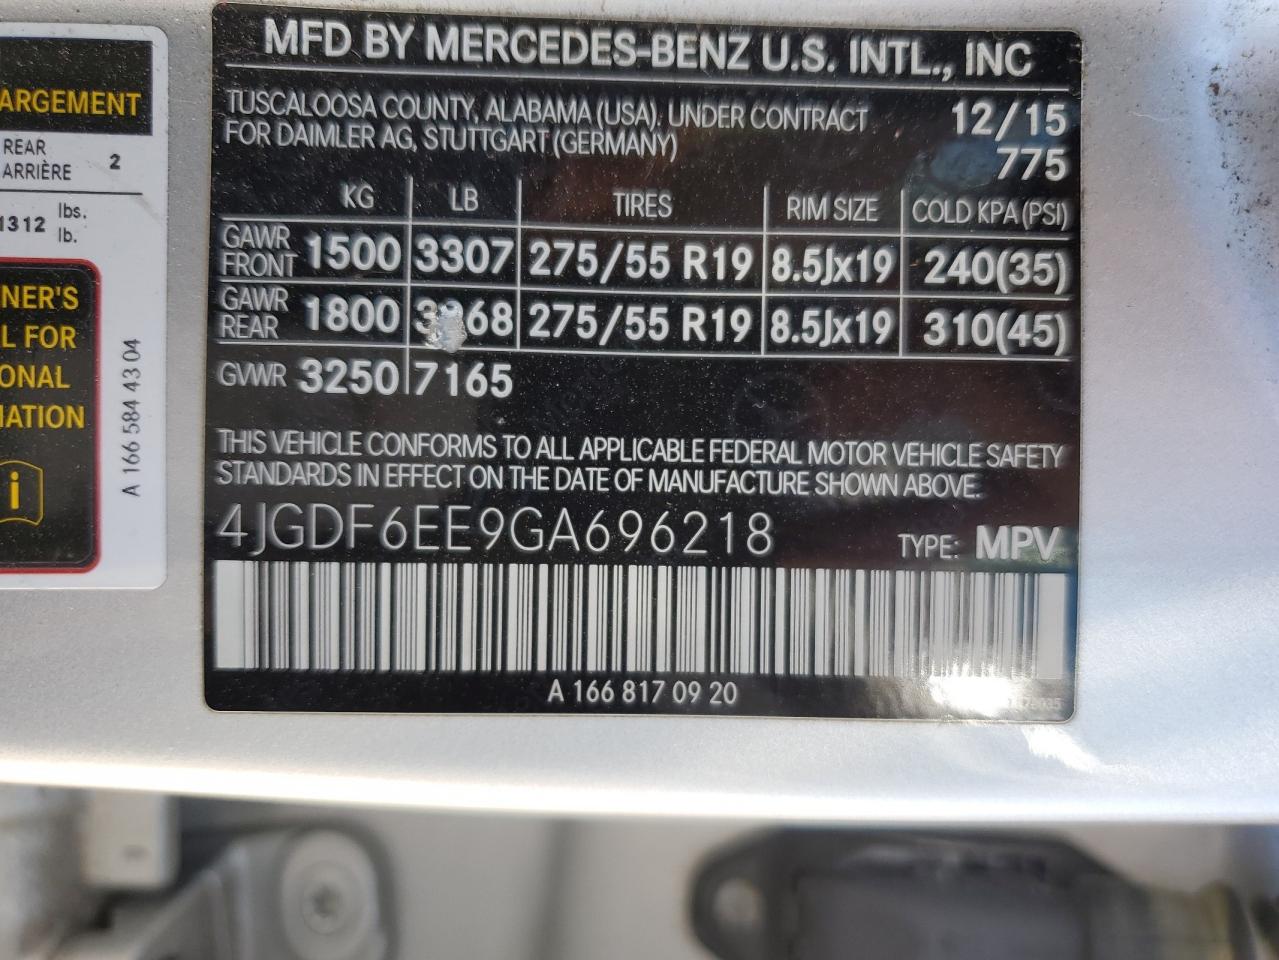 ARGEMENT
REAR 2
ARRIÈRE
1312 lbs.
lb.
NER'S
L FOR
ONAL
MATION
i
A 166 584 43 04
MFD BY MERCEDES-BENZ U.S. INTL., INC
TUSCALOOSA COUNTY, ALABAMA (USA), UNDER CONTRACT 12/15
FOR DAIMLER AG, STUTTGART (GERMANY) 775
KG LB TIRES RIM SIZE COLD KPA (PSI)
GAWR FRONT 1500 3307 275/55 R19 8.5Jx19 240(35)
GAWR REAR 1800 275/55 R19 8.5Jx19 310(45)
GVWR 3250 7165
THIS VEHICLE CONFORMS TO ALL APPLICABLE FEDERAL MOTOR VEHICLE SAFETY
STANDARDS IN EFFECT ON THE DATE OF MANUFACTURE SHOWN ABOVE.
4JGDF6EE9GA696218 TYPE: MPV
A 166 817 09 20